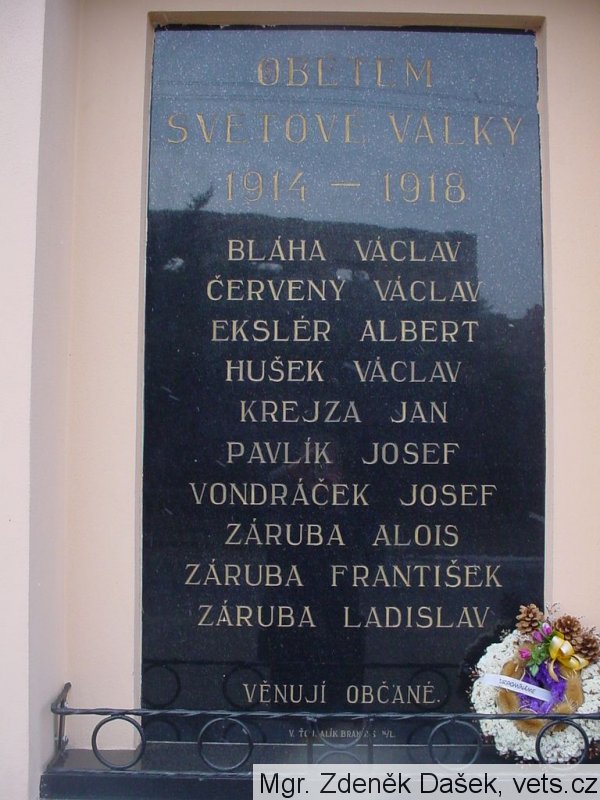 OBĚTEM
SVĚTOVÉ VÁLKY
1914 – 1918
BLÁHA VÁCLAV
ČERVENÝ VÁCLAV
EKSLÉR ALBERT
HUŠEK VÁCLAV
KREJZA JAN
PAVLÍK JOSEF
VONDRÁČEK JOSEF
ZÁRUBA ALOIS
ZÁRUBA FRANTIŠEK
ZÁRUBA LADISLAV
VĚNUJÍ OBČANÉ.
Mgr. Zdeněk Dašek, vets.cz